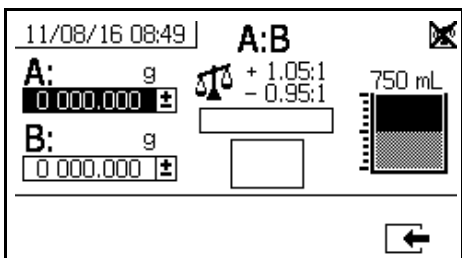 11/08/16 08:49
A:B
A: g
0 000.000 ±
+ 1.05:1
- 0.95:1
750 mL
B: g
0 000.000 ±